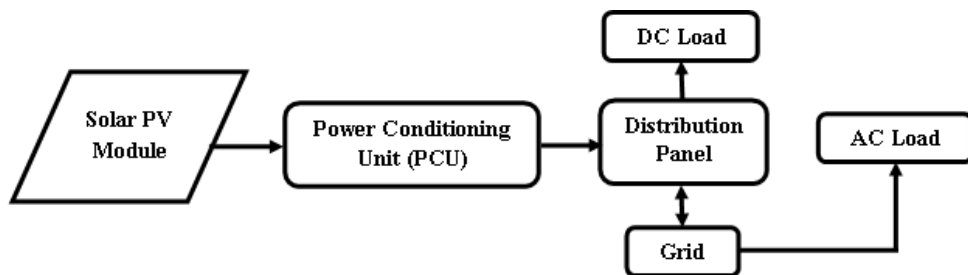 DC Load
Solar PV
Module
Power Conditioning
Unit (PCU)
Distribution
Panel
AC Load
Grid